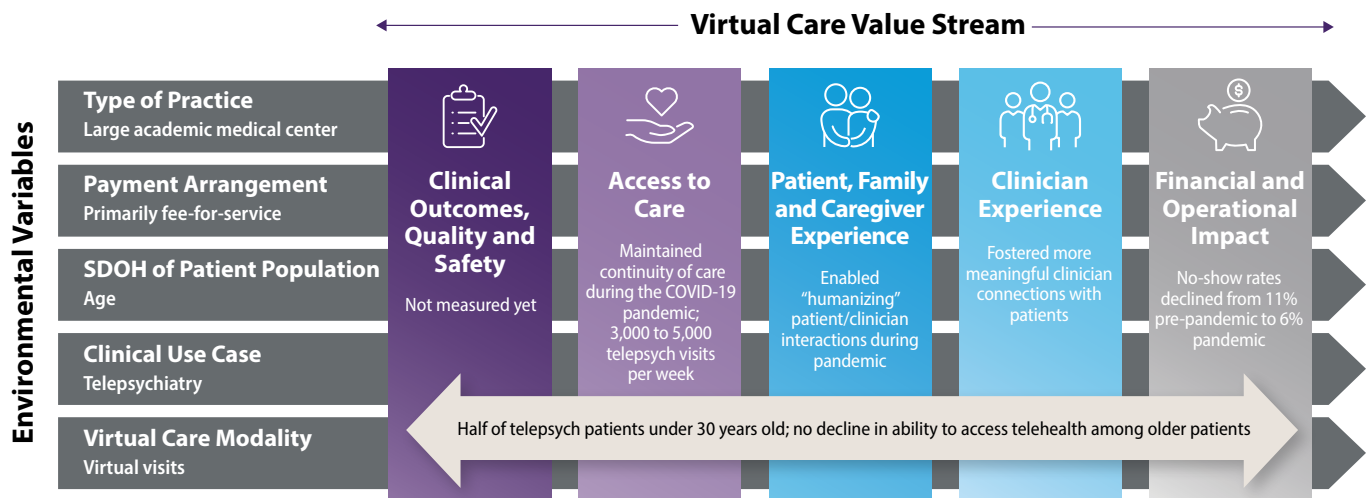 Virtual Care Value Stream
Environmental Variables
Type of Practice
Large academic medical center
Payment Arrangement
Primarily fee-for-service
SDOH of Patient Population
Age
Clinical Use Case
Telepsychiatry
Virtual Care Modality
Virtual visits
Clinical
Outcomes,
Quality and
Safety
Not measured yet
Access to
Care
Maintained
continuity of care
during the COVID-19
pandemic;
3,000 to 5,000
telepsych visits
per week
Patient, Family
and Caregiver
Experience
Enabled
“humanizing”
patient/clinician
interactions during
pandemic
Clinician
Experience
Fostered more
meaningful clinician
connections with
patients
$
Financial and
Operational
Impact
No-show rates
declined from 11%
pre-pandemic to 6%
pandemic
Half of telepsych patients under 30 years old; no decline in ability to access telehealth among older patients